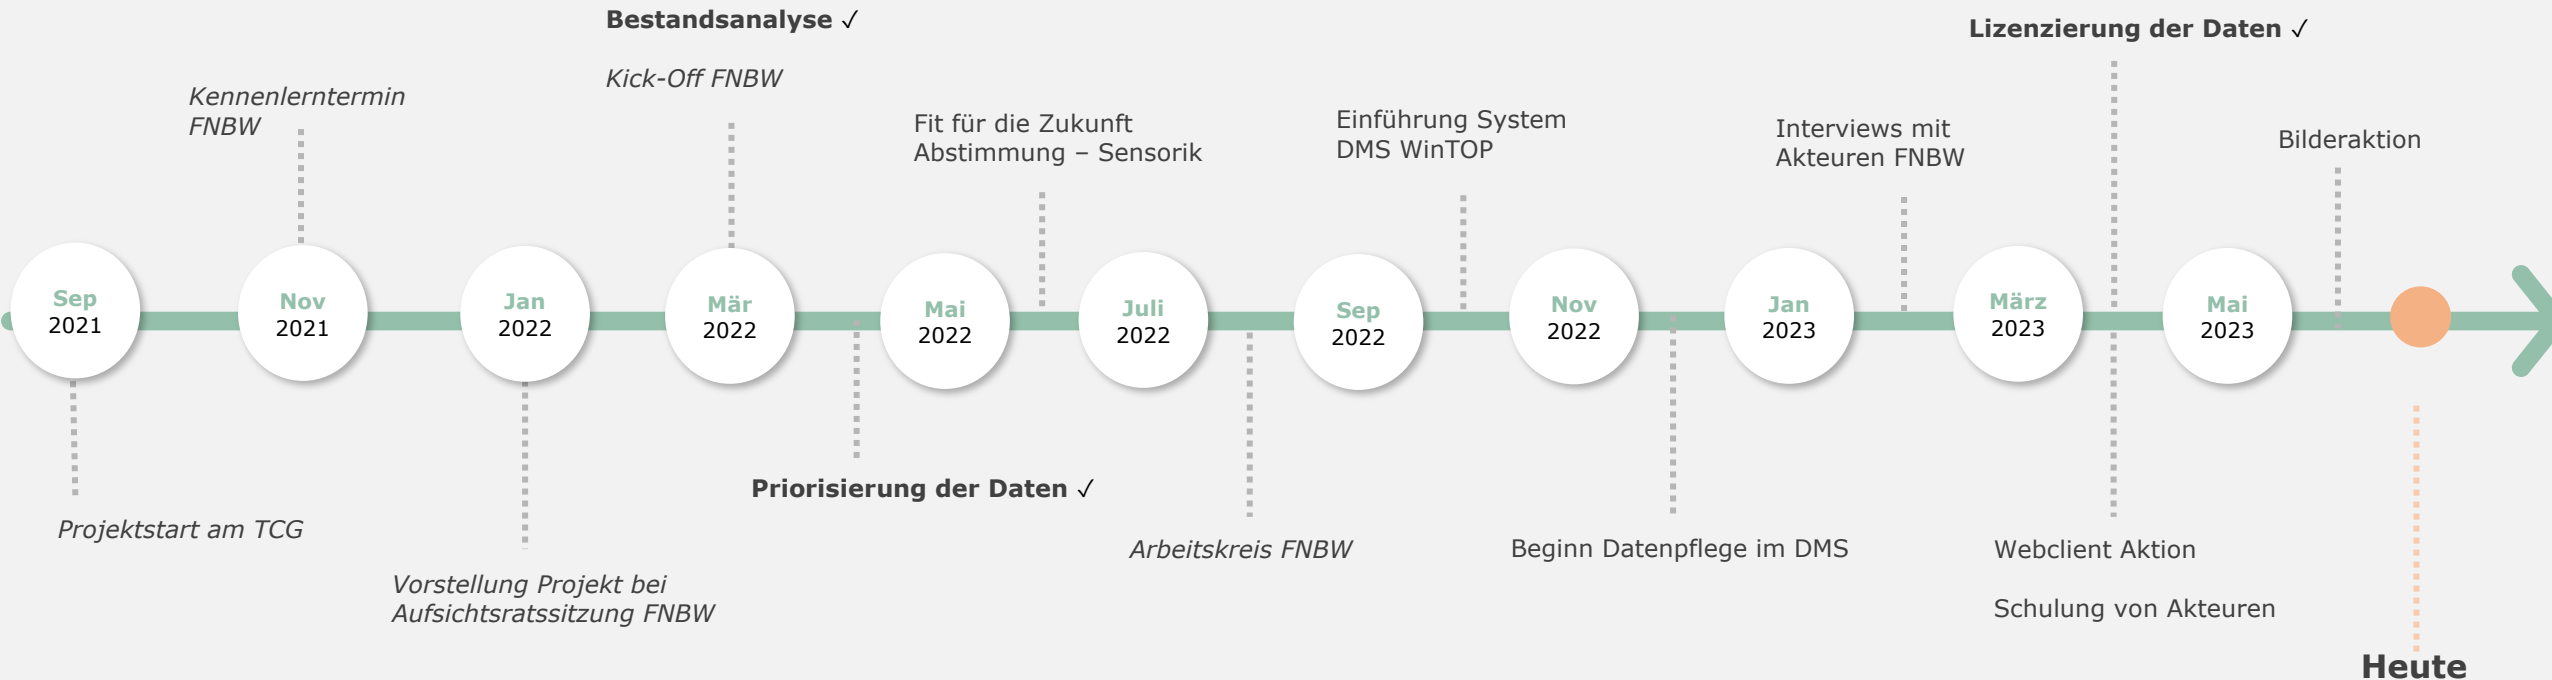 Bestandsanalyse ✓
Kick-Off FNBW
Lizenzierung der Daten ✓
Kennenlerntermin
FNBW
Fit für die Zukunft
Abstimmung – Sensorik
Einführung System
DMS WinTOP
Interviews mit
Akteuren FNBW
Bilderaktion
Sep
2021
Nov
2021
Jan
2022
Mär
2022
Mai
2022
Juli
2022
Sep
2022
Nov
2022
Jan
2023
März
2023
Mai
2023
Projektstart am TCG
Vorstellung Projekt bei
Aufsichtsratssitzung FNBW
Priorisierung der Daten ✓
Arbeitskreis FNBW
Beginn Datenpflege im DMS
Webclient Aktion
Schulung von Akteuren
Heute